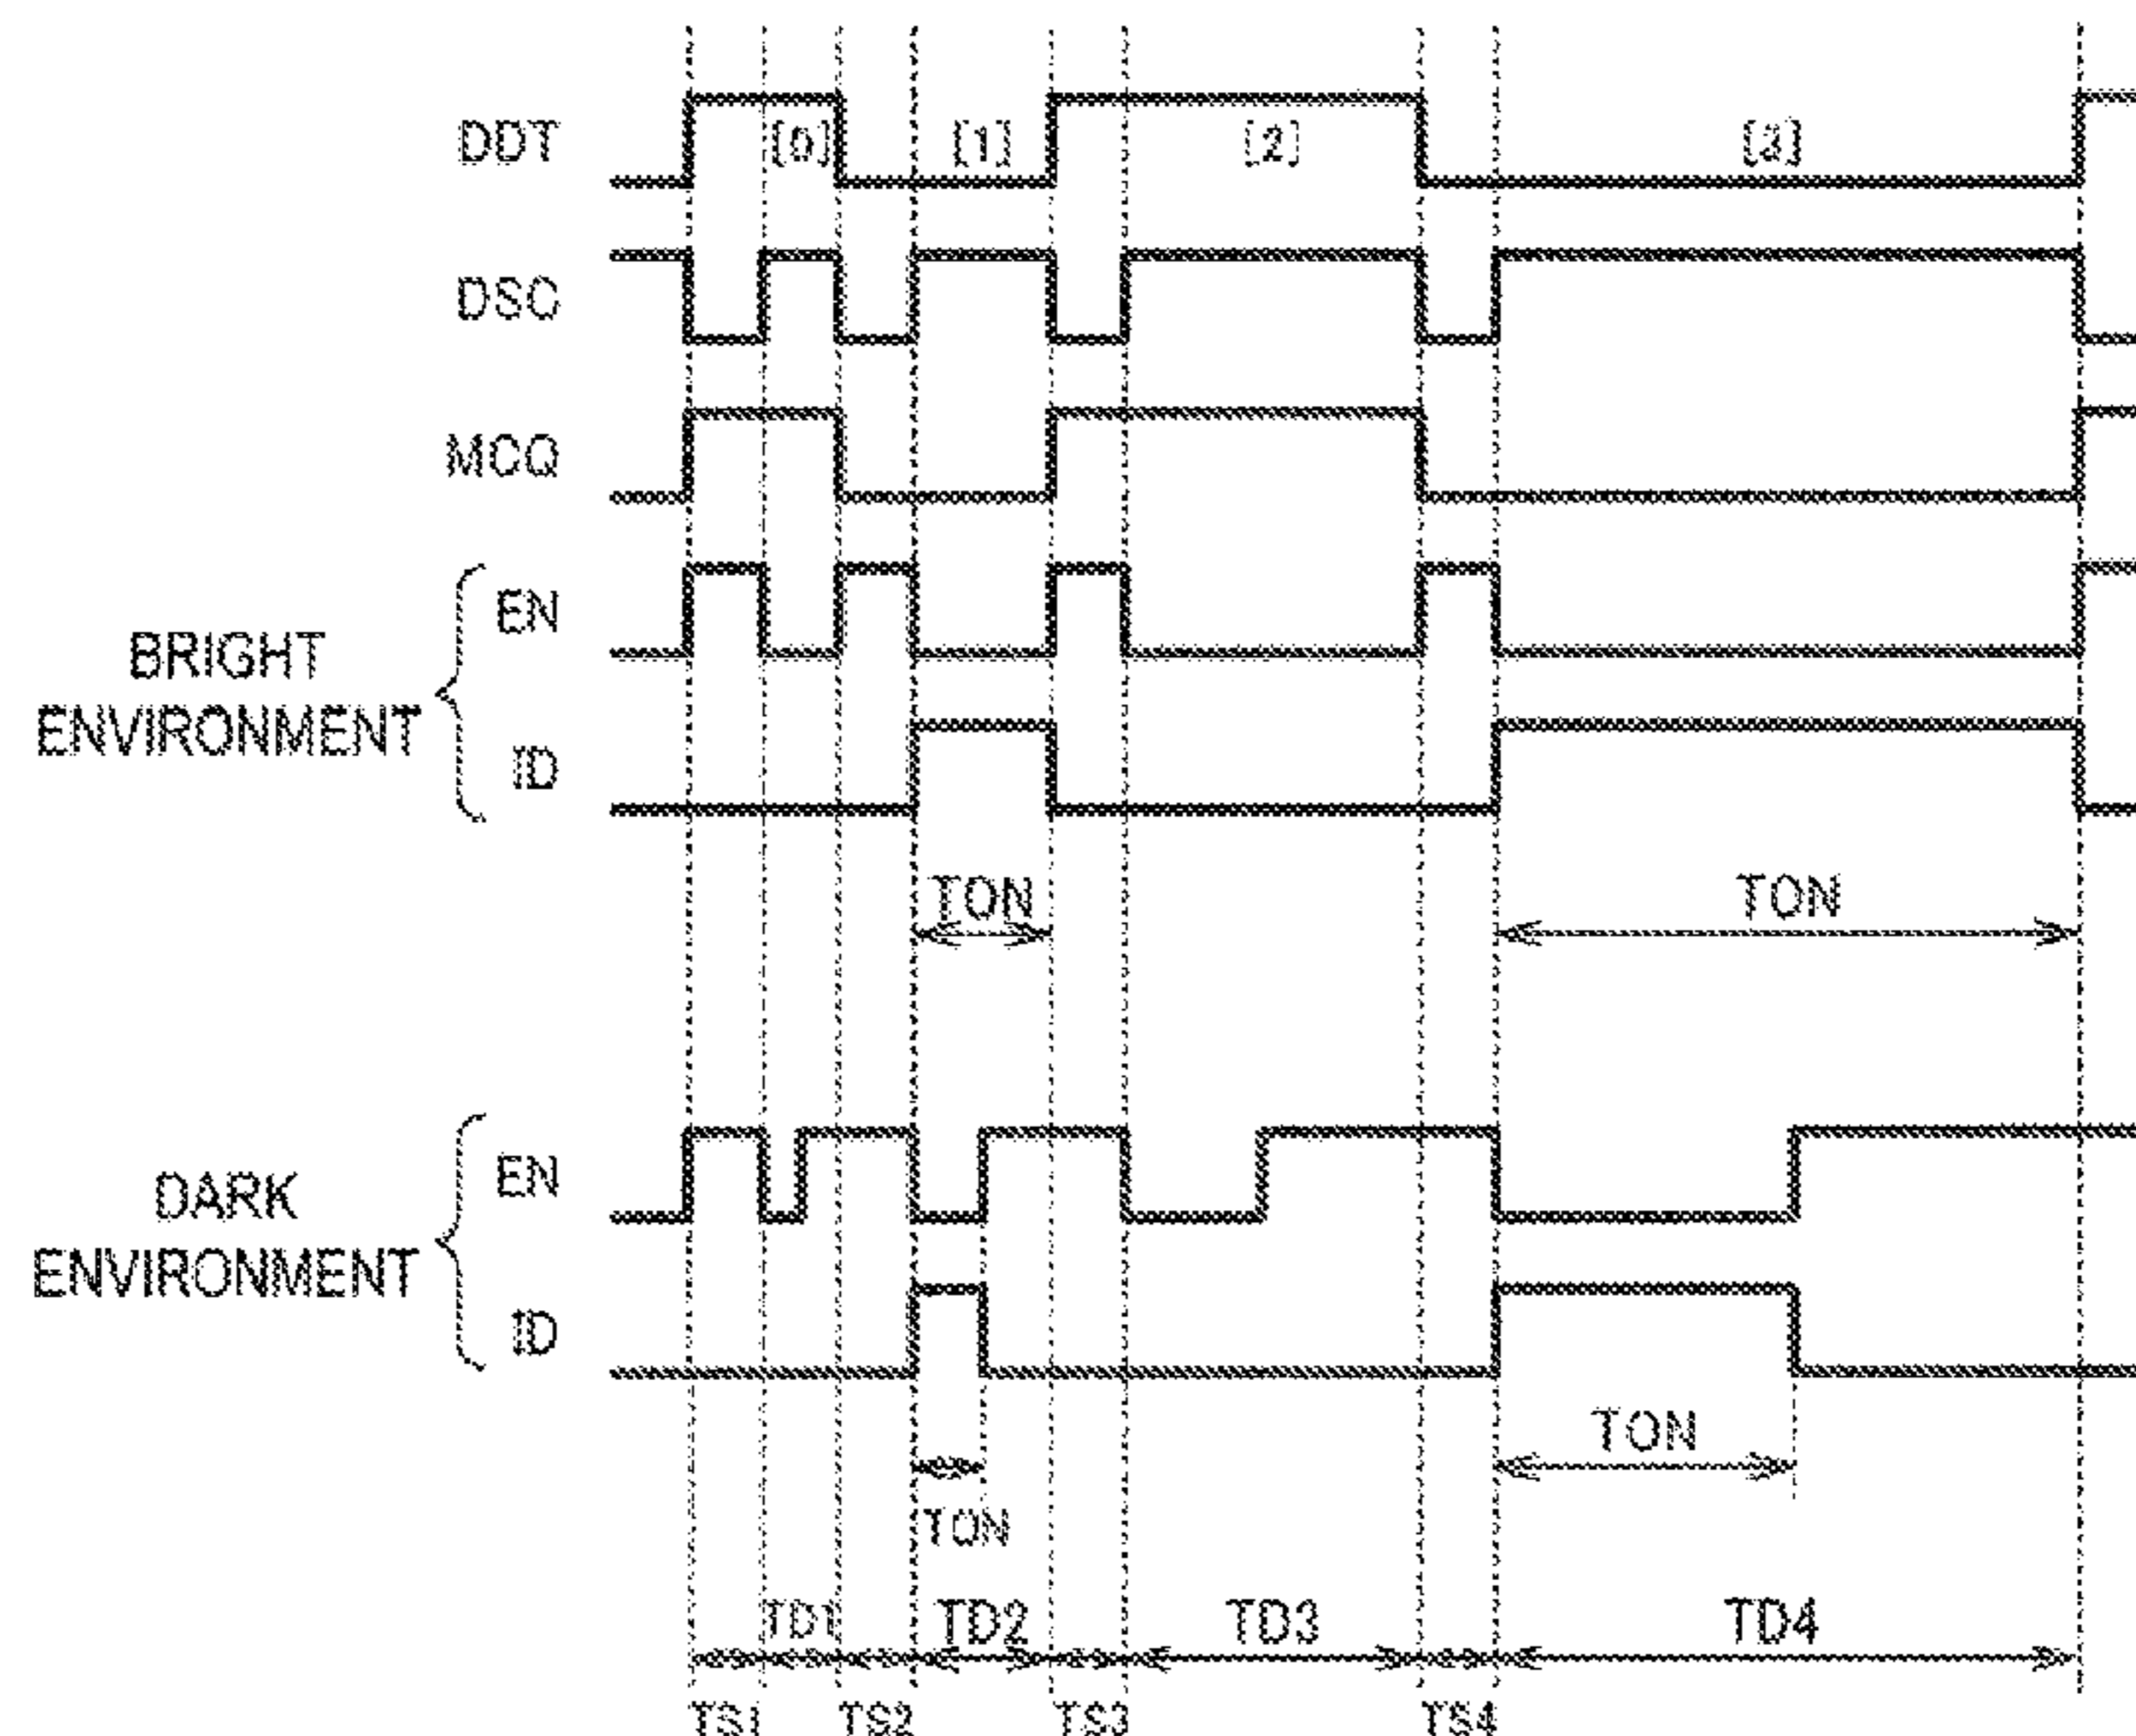 DDT [0] [1] [2] [3]
DSC
MCQ
BRIGHT
ENVIRONMENT
EN
ID
TON TON
DARK
ENVIRONMENT
EN
ID
TON
TON
TD1 TD2 TD3 TD4
TS1 TS2 TS3 TS4